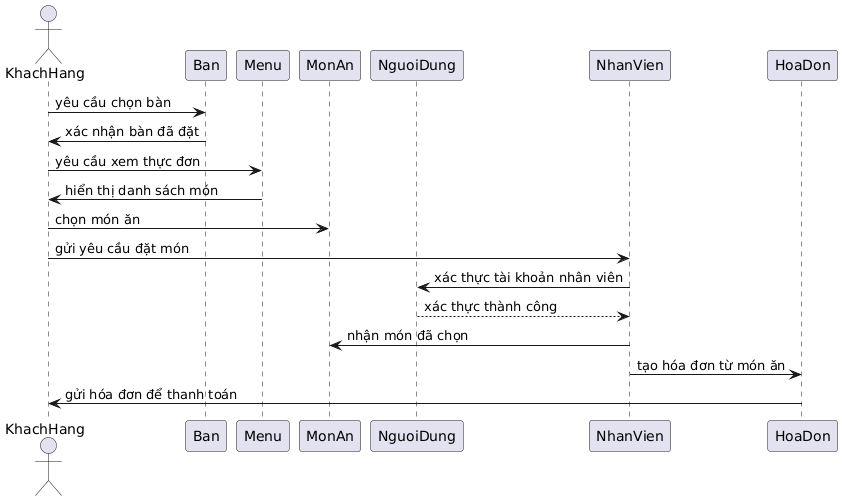 KhachHang
Ban
Menu
MonAn
NguoiDung
NhanVien
HoaDon
yêu cầu chọn bàn
xác nhận bàn đã đặt
yêu cầu xem thực đơn
hiển thị danh sách món
chọn món ăn
gửi yêu cầu đặt món
xác thực tài khoản nhân viên
xác thực thành công
nhận món đã chọn
tạo hóa đơn từ món ăn
gửi hóa đơn để thanh toán
KhachHang
Ban
Menu
MonAn
NguoiDung
NhanVien
HoaDon